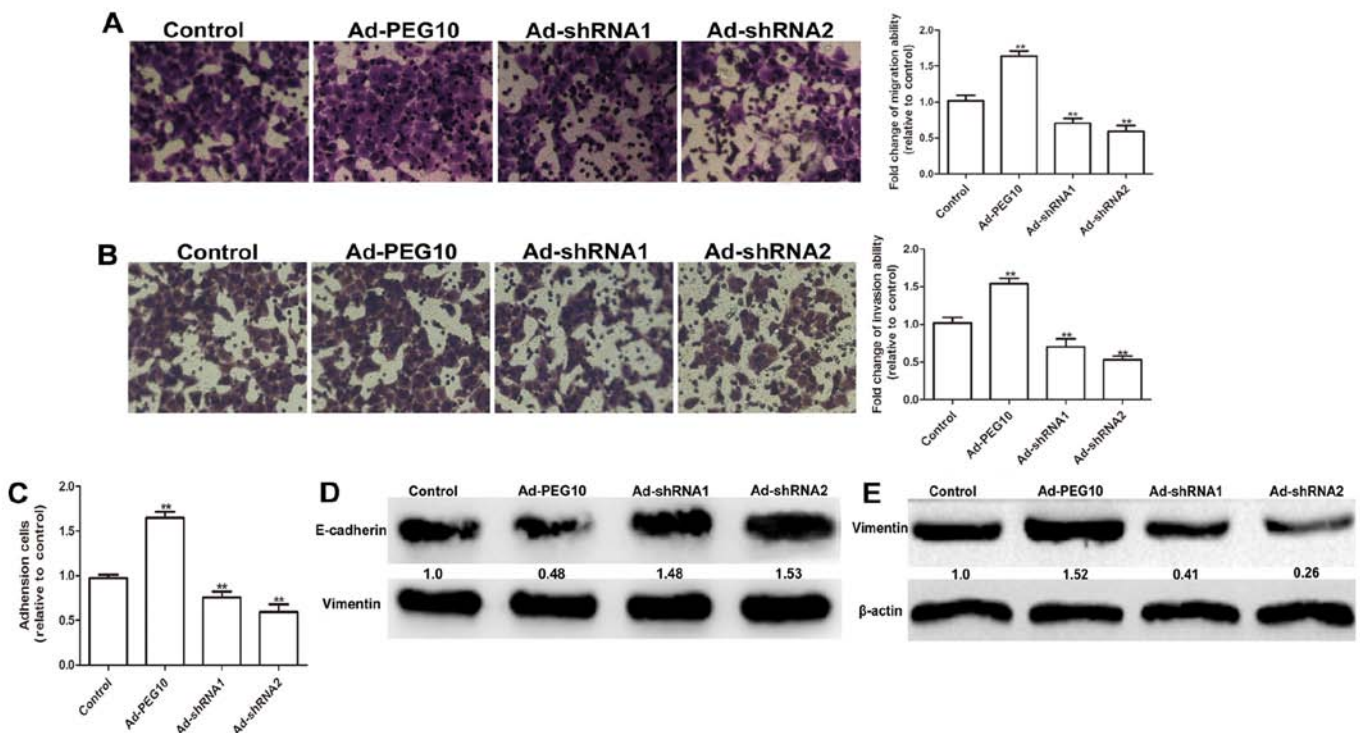 A
Control Ad-PEG10 Ad-shRNA1 Ad-shRNA2
Fold change of migration ability
(relative to control)
2.0
1.5
1.0
0.5
0.0
** ** **
Control Ad-PEG10 Ad-shRNA1 Ad-shRNA2
B
Control Ad-PEG10 Ad-shRNA1 Ad-shRNA2
Fold change of invasion ability
(relative to control)
2.0
1.5
1.0
0.5
0.0
** ** **
Control Ad-PEG10 Ad-shRNA1 Ad-shRNA2
C
Adhension cells
(relative to control)
2.0
1.5
1.0
0.5
0.0
** ** **
Control Ad-PEG10 Ad-shRNA1 Ad-shRNA2
D
Control Ad-PEG10 Ad-shRNA1 Ad-shRNA2
E-cadherin
1.0 0.48 1.48 1.53
Vimentin
E
Control Ad-PEG10 Ad-shRNA1 Ad-shRNA2
Vimentin
1.0 1.52 0.41 0.26
β-actin